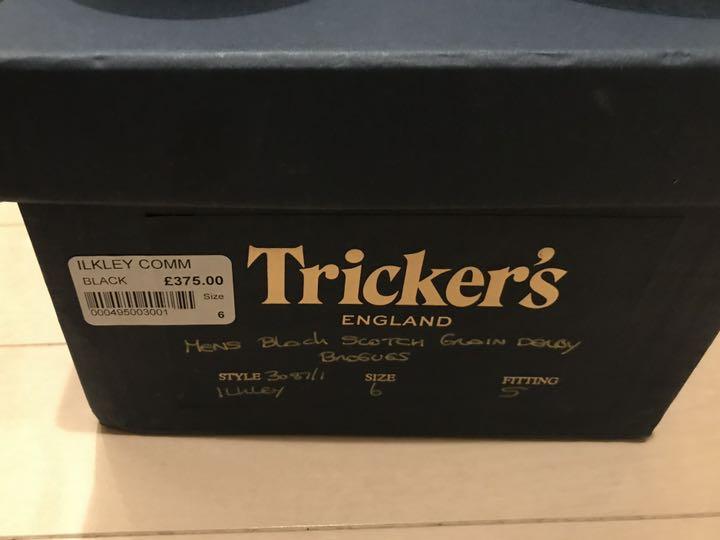 ILKLEY COMM
BLACK £375.00
Size
000495003001 6
Tricker's
ENGLAND
MENS Black SCOTCH GRAIN DERBY
BROGUES
STYLE 3087/1 SIZE FITTING
ILKLEY 6 5